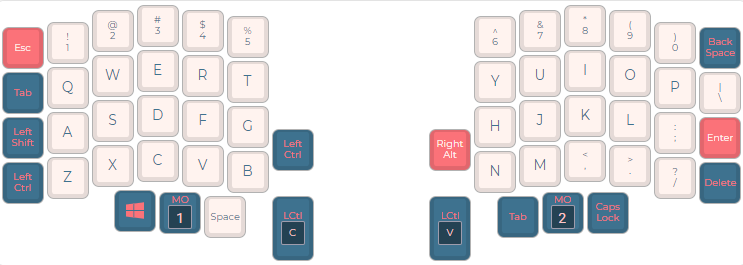 ! @ # $ %
1 2 3 4 5
^ & * ( )
6 7 8 9 0
Esc
Back
Space
Tab Q W E R T
Y U I O P | \
Left
Shift
A S D F G
Left
Ctrl
Right
Alt
H J K L : ; Enter
Left
Ctrl
Z X C V B
N M < , > . ? / Delete
MO
1
Space
LCtl
C
LCtl
V
Tab
MO
2
Caps
Lock